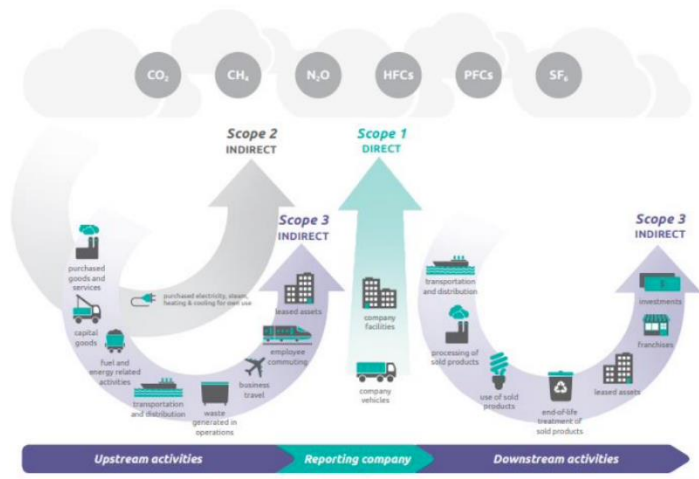 CO₂ CH₄ N₂O HFCs PFCs SF₆
Scope 2
INDIRECT
Scope 1
DIRECT
Scope 3
INDIRECT
Scope 3
INDIRECT
purchased
goods and
services
purchased electricity, steam,
heating & cooling for own use
capital
goods
fuel and
energy related
activities
transportation
and distribution
waste
generated in
operations
business
travel
employee
commuting
leased assets
company
facilities
company
vehicles
transportation
and distribution
processing of
sold products
use of sold
products
end-of-life
treatment of
sold products
leased assets
franchises
investments
Upstream activities
Reporting company
Downstream activities